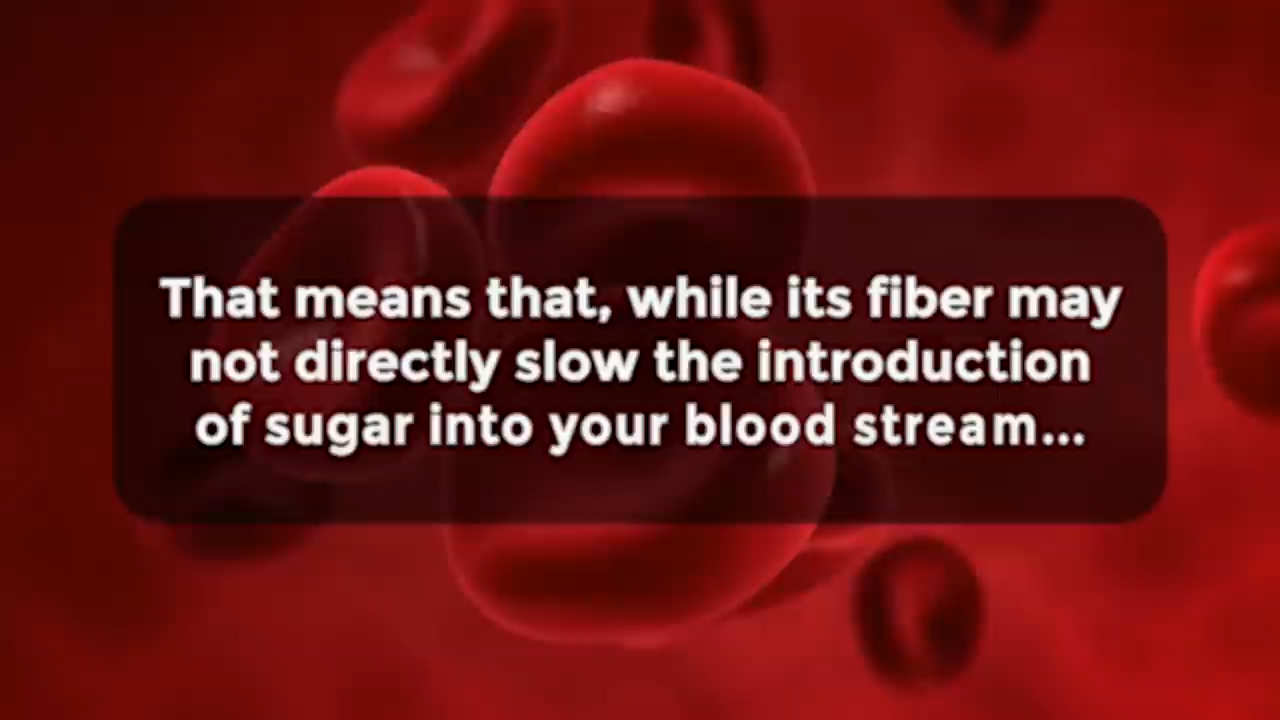 That means that, while its fiber may
not directly slow the introduction
of sugar into your blood stream...